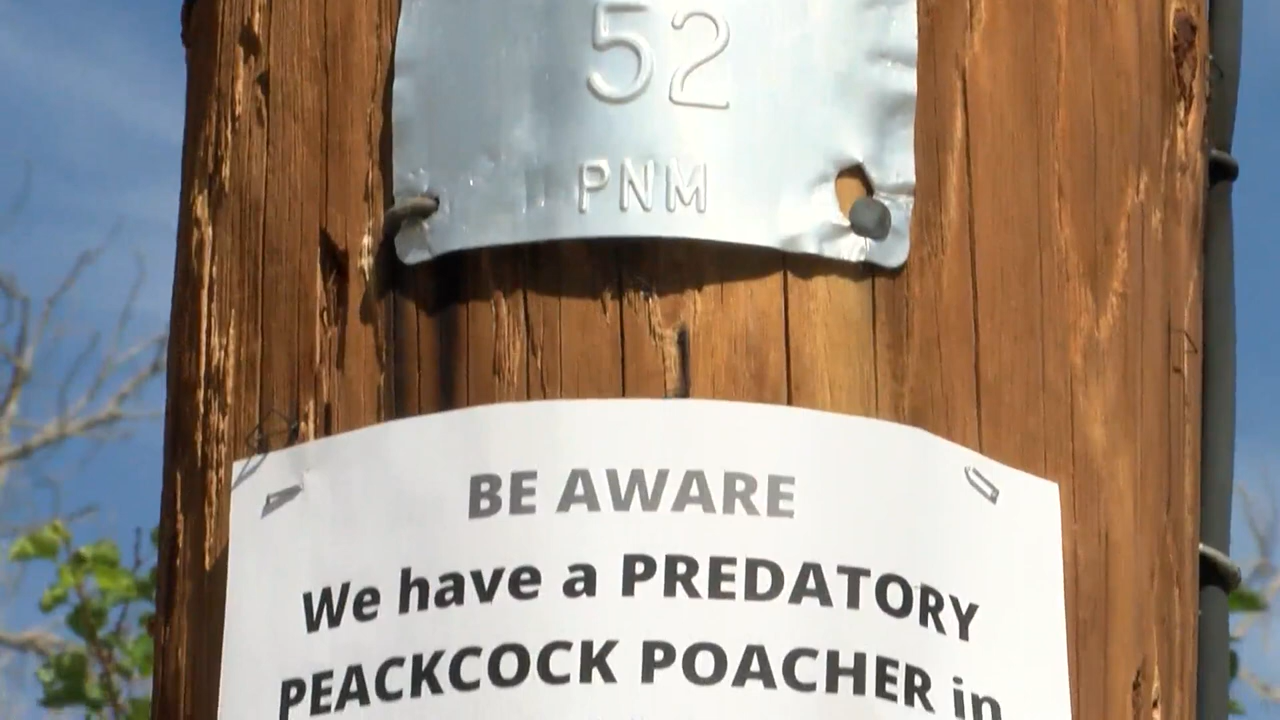 52
PNM
BE AWARE
We have a PREDATORY
PEACKCOCK POACHER in